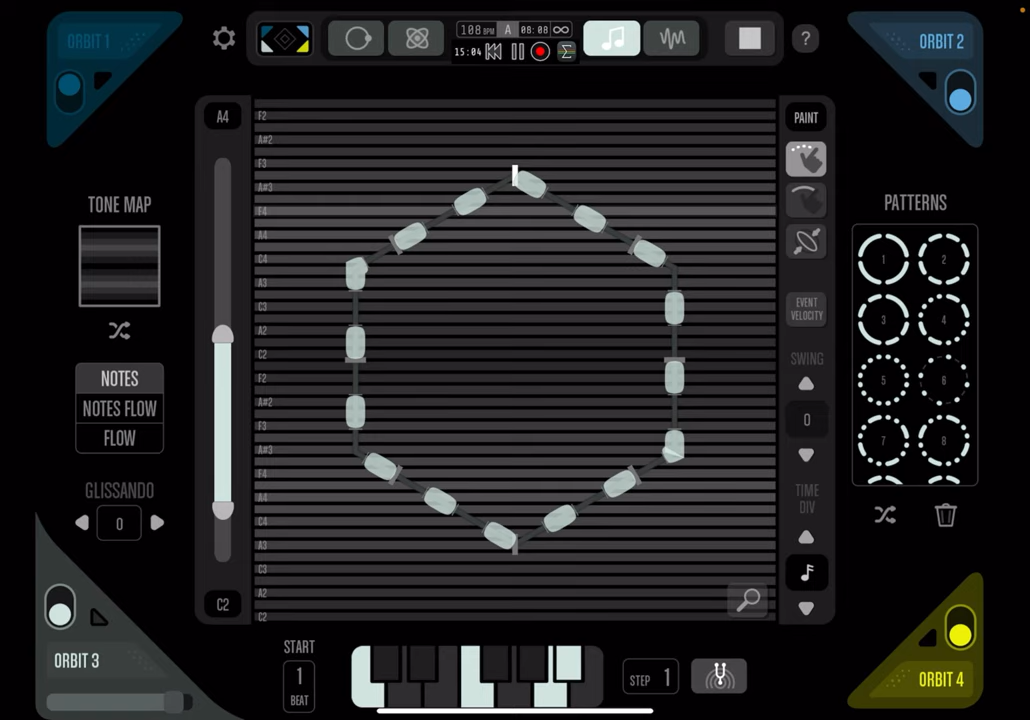 ORBIT 1
108 BPM A 08:08
15:04
?
ORBIT 2
A4
F2
A#2
F3
A#3
F4
A4
C4
A3
C3
A2
C2
F2
A#2
F3
A#3
F4
A4
C4
A3
C3
A2
C2
PAINT
TONE MAP
PATTERNS
1
2
3
4
5
6
7
8
EVENT
VELOCITY
SWING
0
NOTES
NOTES FLOW
FLOW
GLISSANDO
0
TIME
DIV
C2
ORBIT 3
START
1
BEAT
STEP 1
ORBIT 4